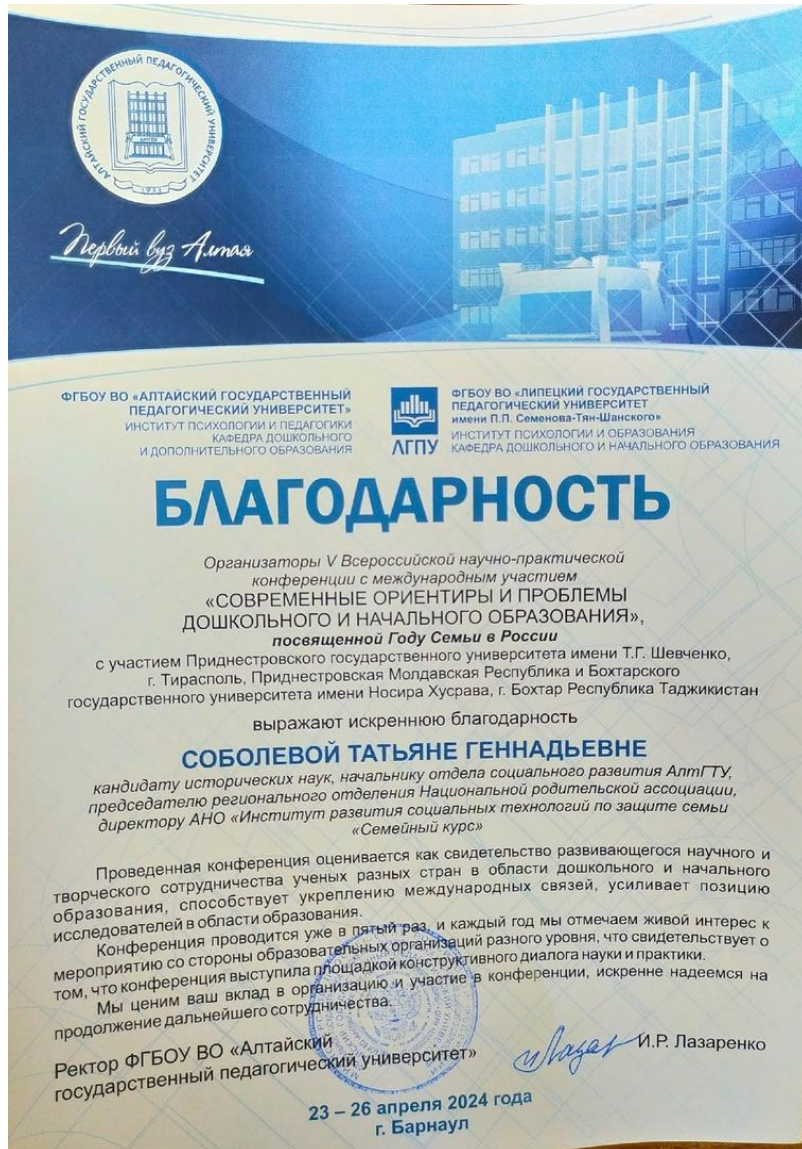 АЛТАЙСКИЙ ГОСУДАРСТВЕННЫЙ ПЕДАГОГИЧЕСКИЙ УНИВЕРСИТЕТ
1933
Первый вуз Алтая
ФГБОУ ВО «АЛТАЙСКИЙ ГОСУДАРСТВЕННЫЙ
ПЕДАГОГИЧЕСКИЙ УНИВЕРСИТЕТ»
ИНСТИТУТ ПСИХОЛОГИИ И ПЕДАГОГИКИ
КАФЕДРА ДОШКОЛЬНОГО
И ДОПОЛНИТЕЛЬНОГО ОБРАЗОВАНИЯ
ЛГПУ
ФГБОУ ВО «ЛИПЕЦКИЙ ГОСУДАРСТВЕННЫЙ
ПЕДАГОГИЧЕСКИЙ УНИВЕРСИТЕТ
имени П.П. Семенова-Тян-Шанского»
ИНСТИТУТ ПСИХОЛОГИИ И ОБРАЗОВАНИЯ
КАФЕДРА ДОШКОЛЬНОГО И НАЧАЛЬНОГО ОБРАЗОВАНИЯ
БЛАГОДАРНОСТЬ
Организаторы V Всероссийской научно-практической
конференции с международным участием
«СОВРЕМЕННЫЕ ОРИЕНТИРЫ И ПРОБЛЕМЫ
ДОШКОЛЬНОГО И НАЧАЛЬНОГО ОБРАЗОВАНИЯ»,
посвященной Году Семьи в России
с участием Приднестровского государственного университета имени Т.Г. Шевченко,
г. Тирасполь, Приднестровская Молдавская Республика и Бохтарского
государственного университета имени Носира Хусрава, г. Бохтар Республика Таджикистан
выражают искреннюю благодарность
СОБОЛЕВОЙ ТАТЬЯНЕ ГЕННАДЬЕВНЕ
кандидату исторических наук, начальнику отдела социального развития АлтГТУ,
председателю регионального отделения Национальной родительской ассоциации,
директору АНО «Институт развития социальных технологий по защите семьи
«Семейный курс»
Проведенная конференция оценивается как свидетельство развивающегося научного и
творческого сотрудничества ученых разных стран в области дошкольного и начального
образования, способствует укреплению международных связей, усиливает позицию
исследователей в области образования.
Конференция проводится уже в пятый раз, и каждый год мы отмечаем живой интерес к
мероприятию со стороны образовательных организаций разного уровня, что свидетельствует о
том, что конференция выступила площадкой конструктивного диалога науки и практики.
Мы ценим ваш вклад в организацию и участие в конференции, искренне надеемся на
продолжение дальнейшего сотрудничества.
Ректор ФГБОУ ВО «Алтайский
государственный педагогический университет»
И.Р. Лазаренко
23 – 26 апреля 2024 года
г. Барнаул